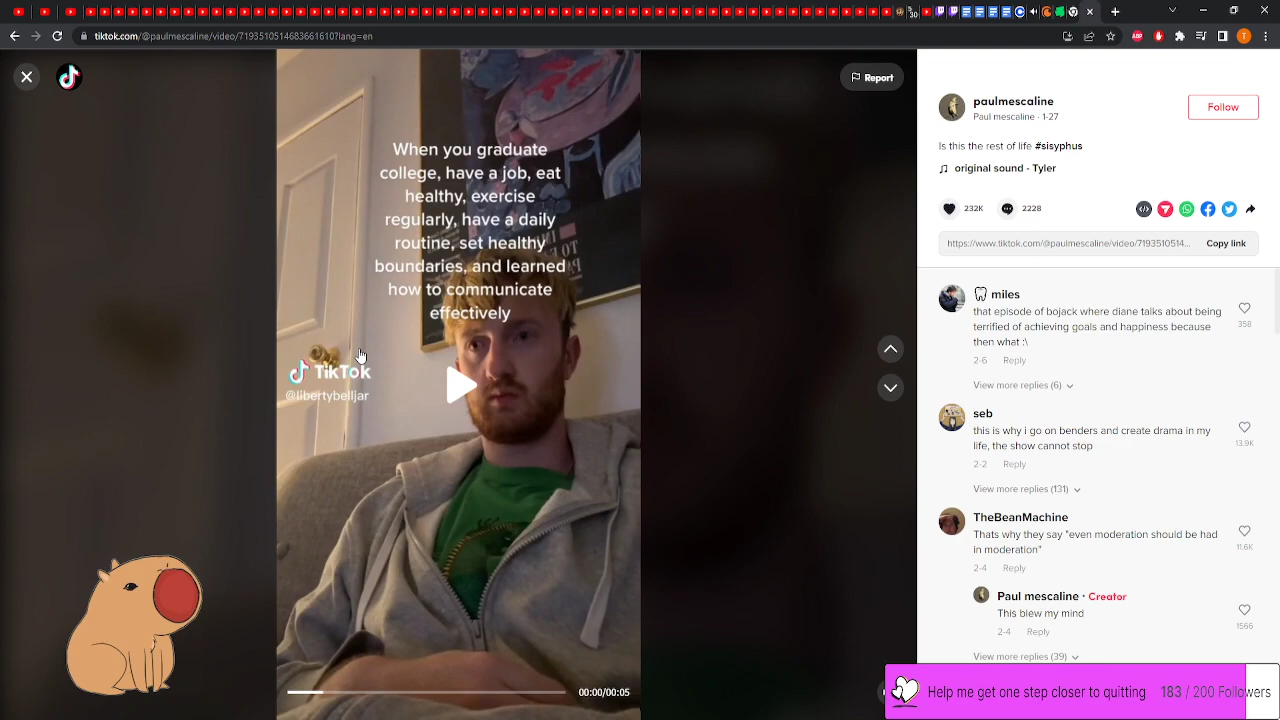 30
T
tiktok.com/@paulmescaline/video/7193510514683661610?lang=en
Report
When you graduate
college, have a job, eat
healthy, exercise
regularly, have a daily
routine, set healthy
boundaries, and learned
how to communicate
effectively
TikTok
@libertybelljar
00:00/00:05
paulmescaline
Paul mescaline · 1-27
Follow
Is this the rest of life #sisyphus
original sound - Tyler
232K
2228
https://www.tiktok.com/@paulmescaline/video/7193510514...
Copy link
miles
that episode of bojack where diane talks about being
terrified of achieving goals and happiness because
then what :\
358
2-6 Reply
View more replies (6)
seb
this is why i go on benders and create drama in my
life, the show cannot stop
13.9K
2-2 Reply
View more replies (131)
TheBeanMachine
Thats why they say "even moderation should be had
in moderation"
11.6K
2-4 Reply
Paul mescaline · Creator
This blew my mind
1566
2-4 Reply
View more replies (39)
Help me get one step closer to quitting 183 / 200 Followers